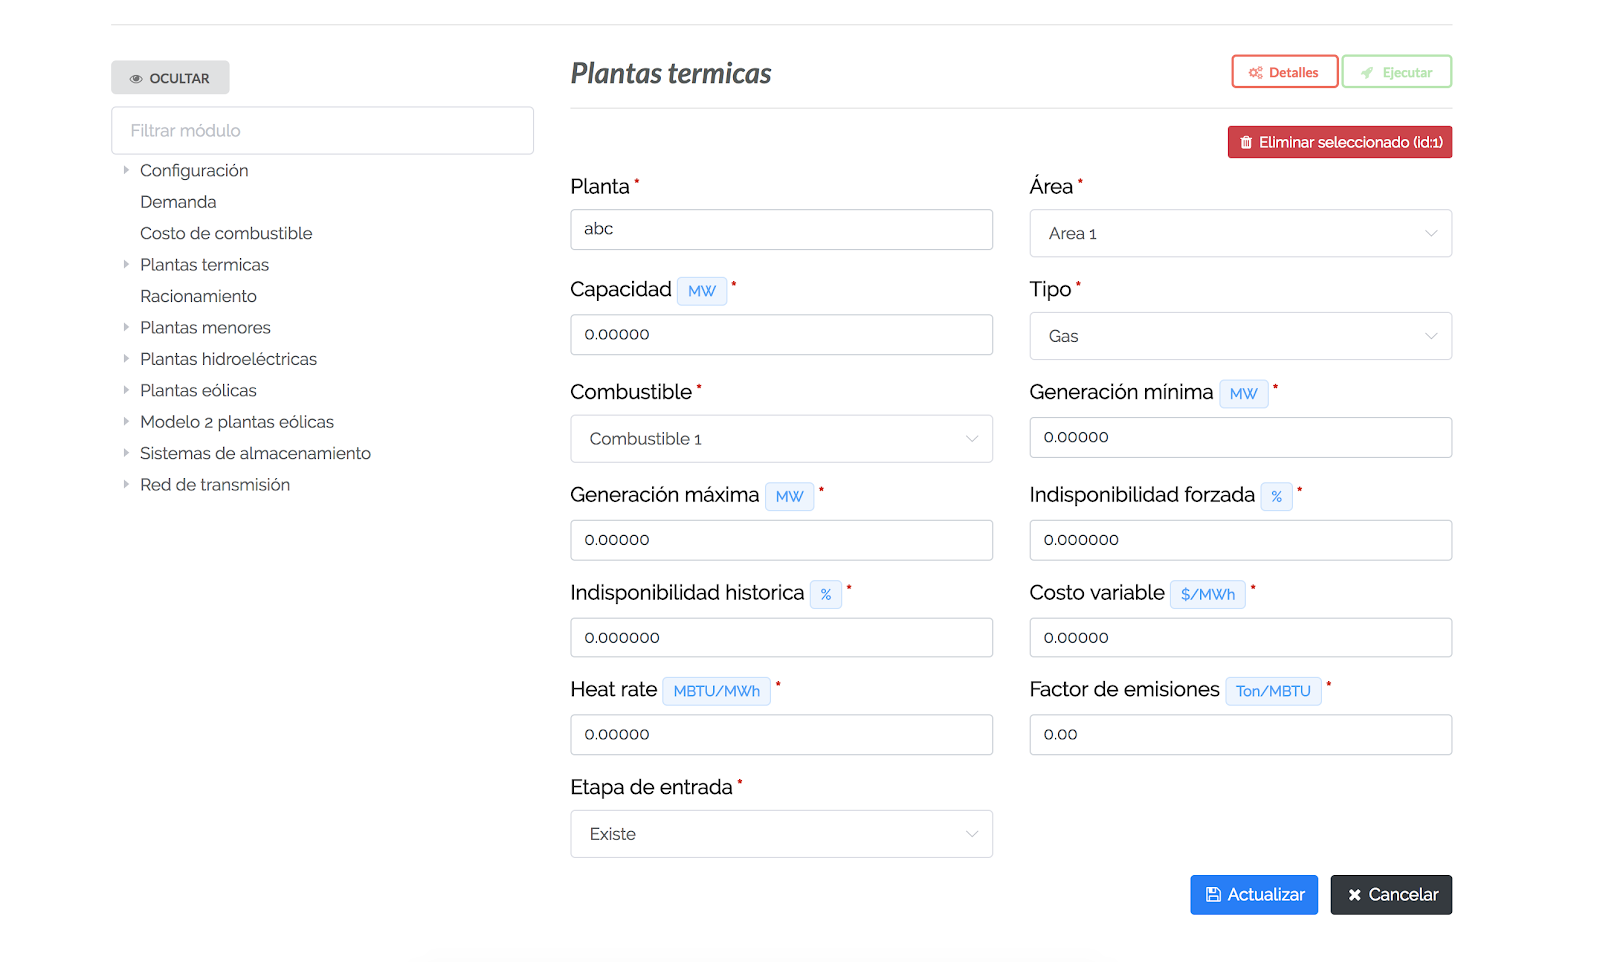 OCULTAR
Filtrar módulo
Configuración
Demanda
Costo de combustible
Plantas termicas
Racionamiento
Plantas menores
Plantas hidroeléctricas
Plantas eólicas
Modelo 2 plantas eólicas
Sistemas de almacenamiento
Red de transmisión
Plantas termicas
Detalles
Ejecutar
Eliminar seleccionado (id:1)
Planta *
abc
Área *
Area 1
Capacidad MW *
0.00000
Tipo *
Gas
Combustible *
Combustible 1
Generación mínima MW *
0.00000
Generación máxima MW *
0.00000
Indisponibilidad forzada % *
0.000000
Indisponibilidad historica % *
0.000000
Costo variable $/MWh *
0.00000
Heat rate MBTU/MWh *
0.00000
Factor de emisiones Ton/MBTU *
0.00
Etapa de entrada *
Existe
Actualizar
Cancelar